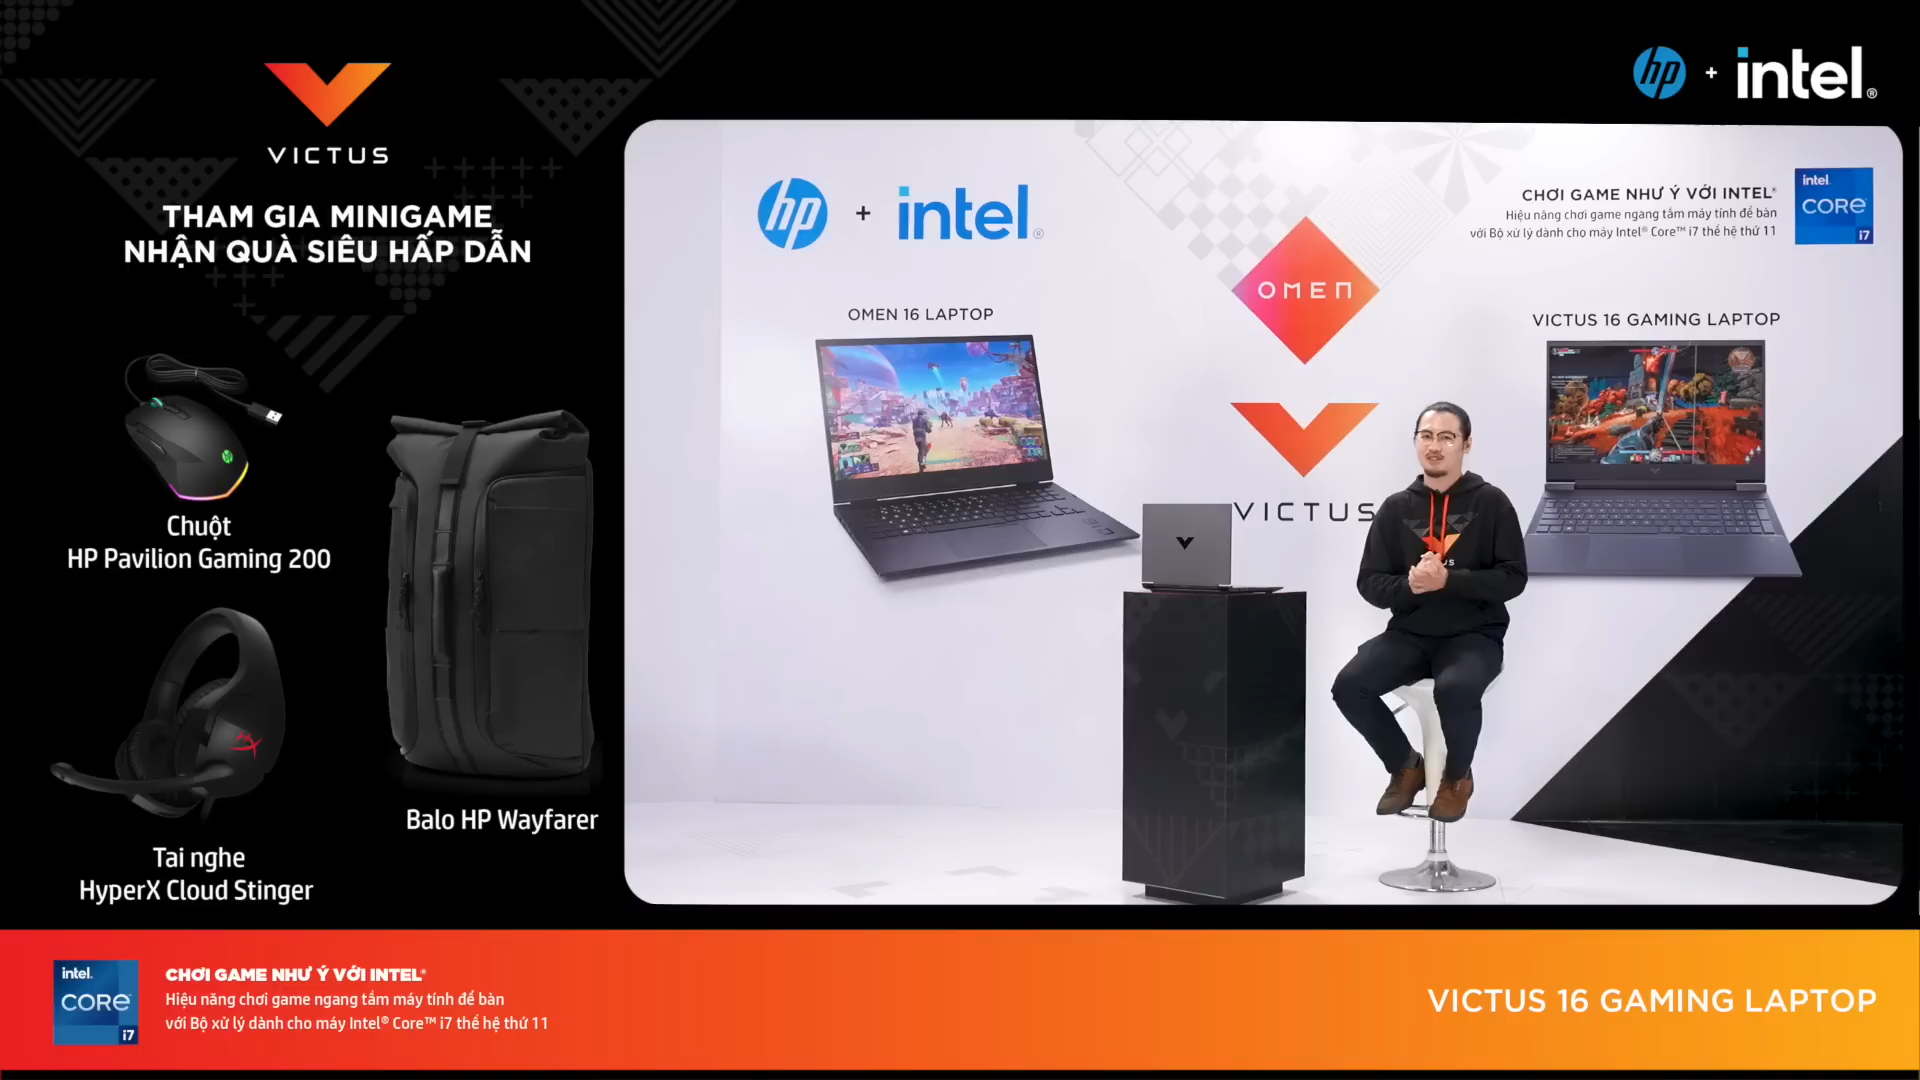 VICTUS
THAM GIA MINIGAME
NHẬN QUÀ SIÊU HẤP DẪN
Chuột
HP Pavilion Gaming 200
Tai nghe
HyperX Cloud Stinger
Balo HP Wayfarer
hp + intel®
hp + intel®
CHƠI GAME NHƯ Ý VỚI INTEL®
Hiệu năng chơi game ngang tầm máy tính để bàn
với Bộ xử lý dành cho máy Intel® Core™ i7 thế hệ thứ 11
intel.
CORE
i7
OMEN
OMEN 16 LAPTOP
VICTUS 16 GAMING LAPTOP
VICTUS
intel.
CORE
i7
CHƠI GAME NHƯ Ý VỚI INTEL®
Hiệu năng chơi game ngang tầm máy tính để bàn
với Bộ xử lý dành cho máy Intel® Core™ i7 thế hệ thứ 11
VICTUS 16 GAMING LAPTOP